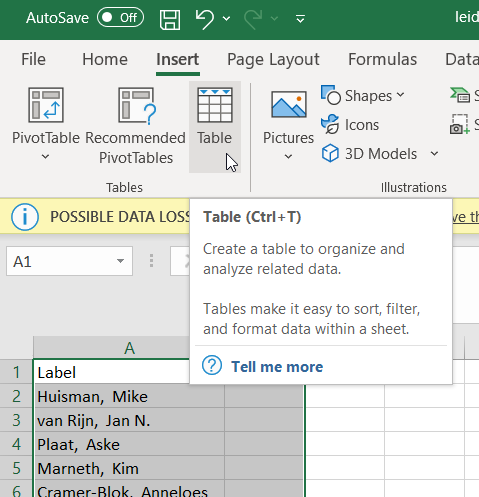 AutoSave Off leid
File Home Insert Page Layout Formulas Data
PivotTable Recommended PivotTables Table Pictures Shapes Icons 3D Models
Tables Illustrations
POSSIBLE DATA LOSS
Table (Ctrl+T)
Create a table to organize and
analyze related data.
Tables make it easy to sort, filter,
and format data within a sheet.
Tell me more
A1
A
1 Label
2 Huisman, Mike
3 van Rijn, Jan N.
4 Plaat, Aske
5 Marneth, Kim
6 Cramer-Blok, Anneloes